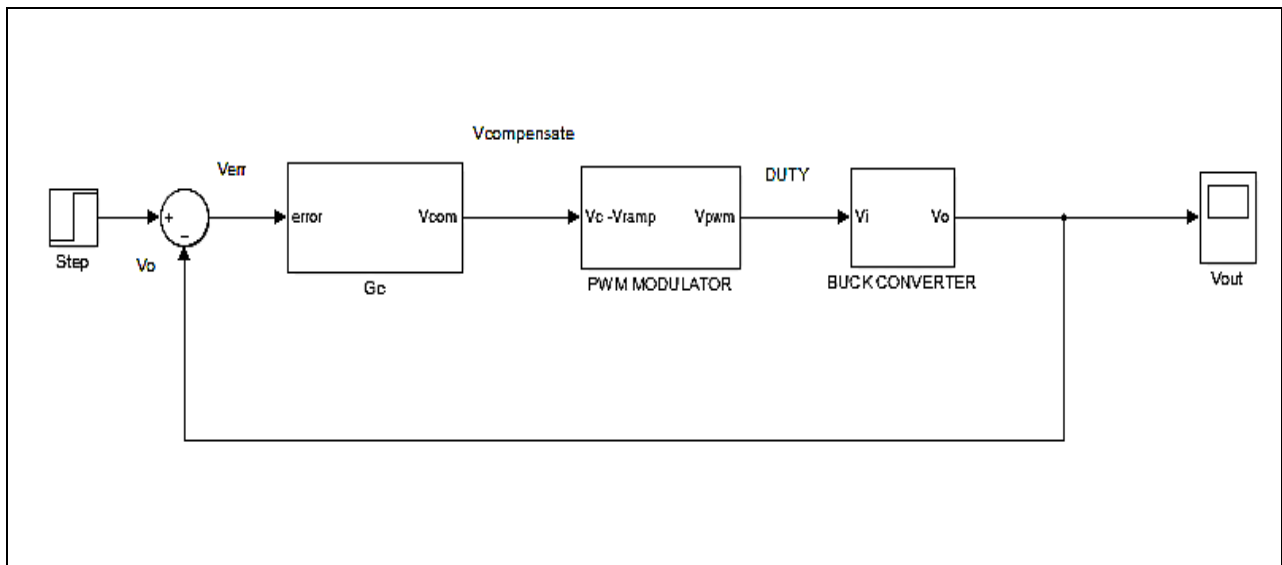 Vcompensate
Verr
DUTY
error
Vcom
Vc -Vramp
Vpwm
Vi
Vo
+
−
Step
Vo
Gc
PWM MODULATOR
BUCK CONVERTER
Vout